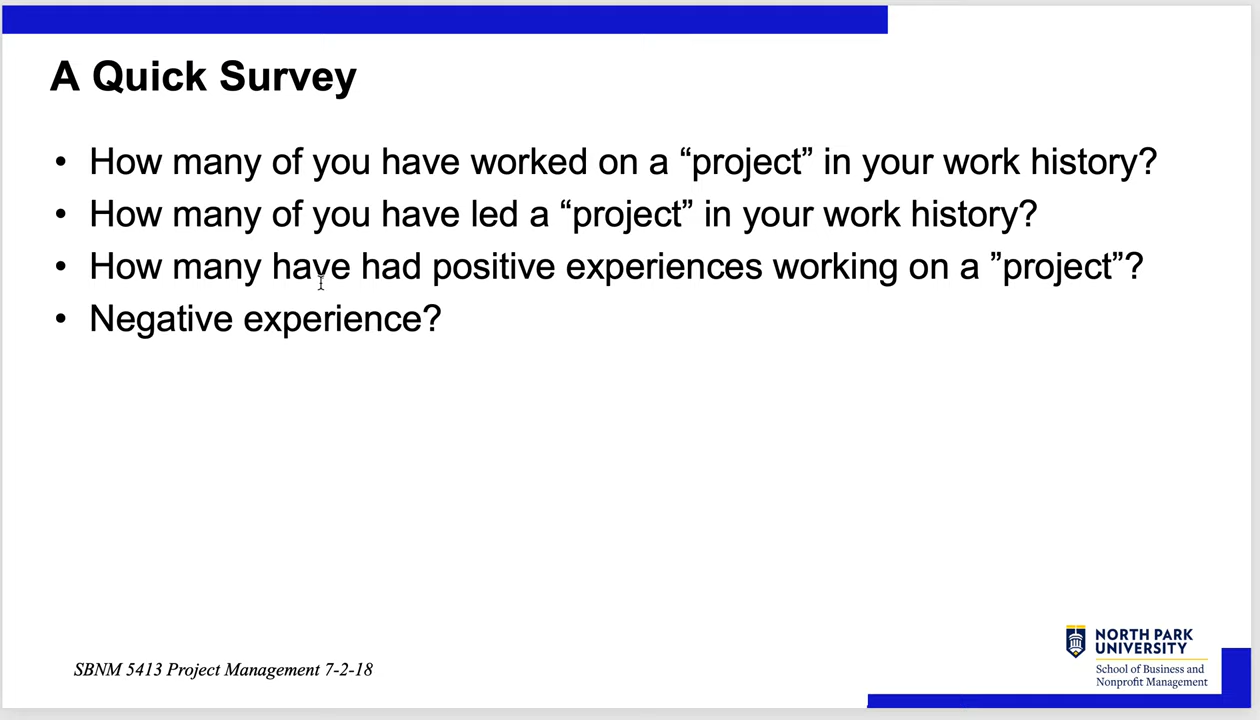 A Quick Survey
• How many of you have worked on a “project” in your work history?
• How many of you have led a “project” in your work history?
• How many have had positive experiences working on a ”project”?
• Negative experience?
SBNM 5413 Project Management 7-2-18
NORTH PARK
UNIVERSITY
School of Business and
Nonprofit Management